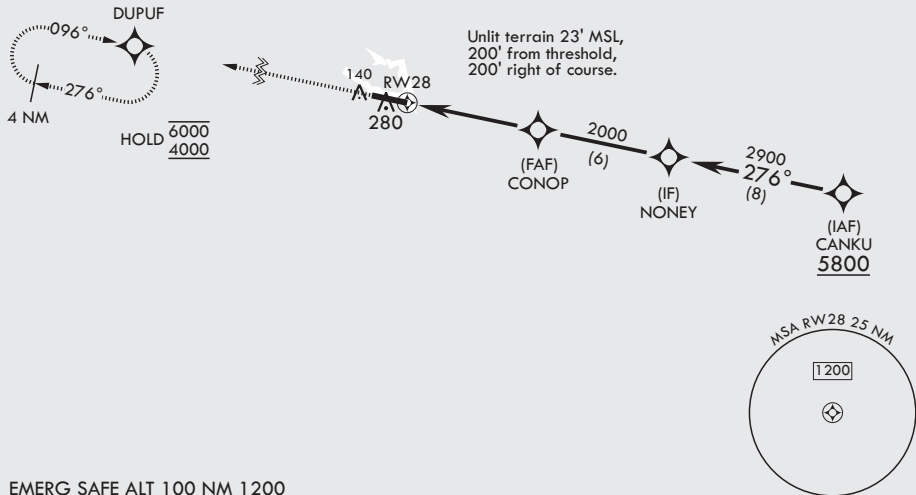 DUPUF
096°
276°
4 NM
HOLD 6000
4000
140
RW28
280
Unlit terrain 23' MSL,
200' from threshold,
200' right of course.
(FAF)
CONOP
2000
(6)
(IF)
NONEY
2900
276°
(8)
(IAF)
CANKU
5800
MSA RW28 25 NM
1200
EMERG SAFE ALT 100 NM 1200